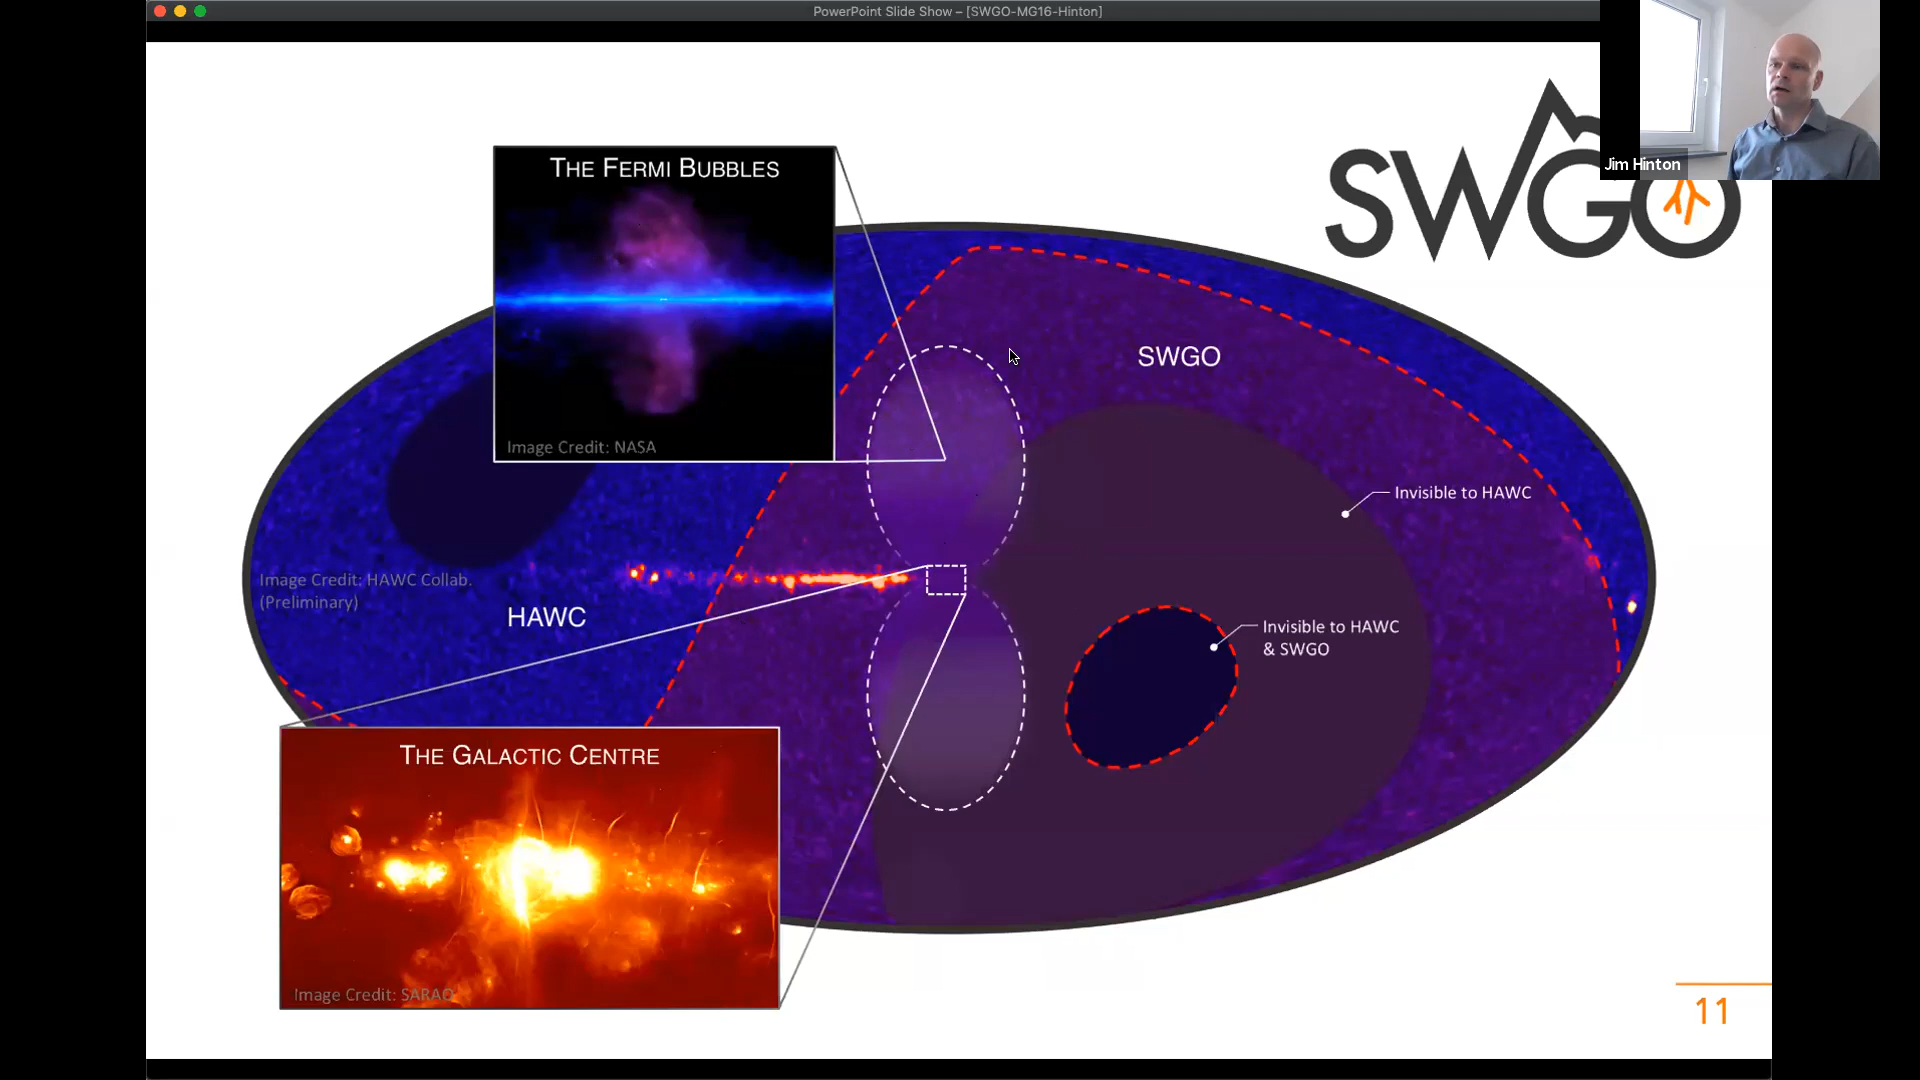 PowerPoint Slide Show – [SWGO-MG16-Hinton]
Jim Hinton
SWGO
THE FERMI BUBBLES
Image Credit: NASA
SWGO
Invisible to HAWC
Image Credit: HAWC Collab.
(Preliminary)
HAWC
Invisible to HAWC
& SWGO
THE GALACTIC CENTRE
Image Credit: SARAO
11